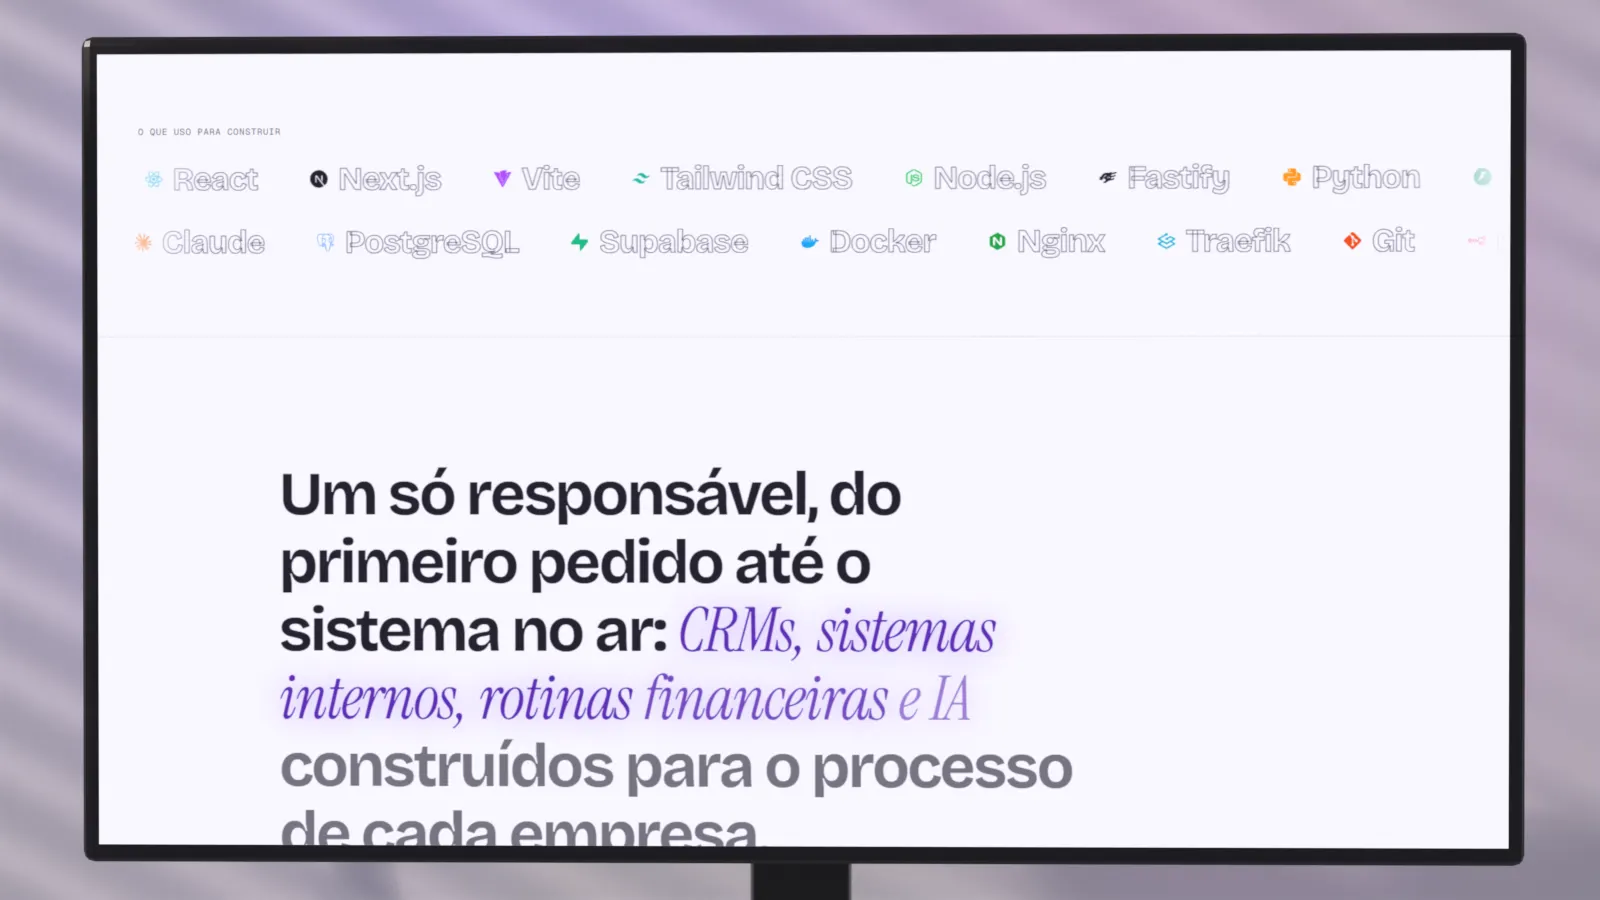 O QUE USO PARA CONSTRUIR
React Next.js Vite Tailwind CSS Node.js Fastify Python
Claude PostgreSQL Supabase Docker Nginx Traefik Git
Um só responsável, do
primeiro pedido até o
sistema no ar: CRMs, sistemas
internos, rotinas financeiras e IA
construídos para o processo
de cada empresa.